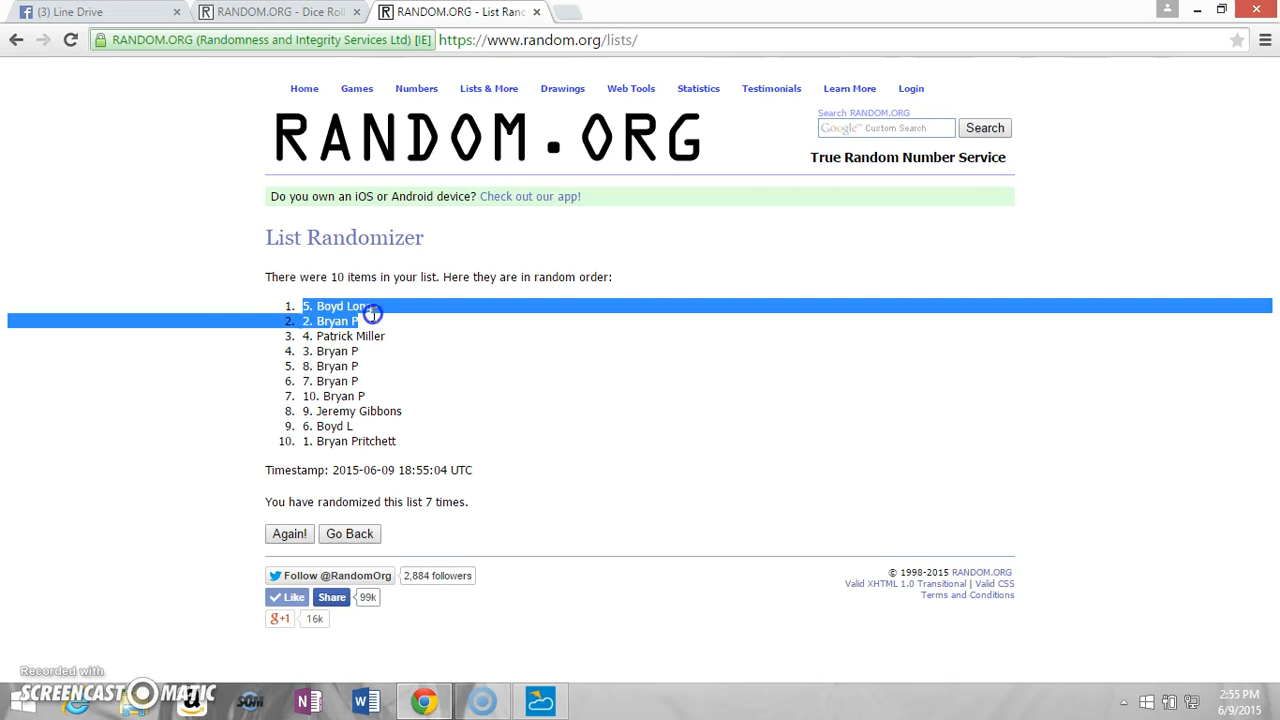 (3) Line Drive
RANDOM.ORG - Dice Roll
RANDOM.ORG - List Ran
RANDOM.ORG (Randomness and Integrity Services Ltd) [IE] https://www.random.org/lists/
Home Games Numbers Lists & More Drawings Web Tools Statistics Testimonials Learn More Login
RANDOM.ORG
Search RANDOM.ORG
Google™ Custom Search Search
True Random Number Service
Do you own an iOS or Android device? Check out our app!
List Randomizer
There were 10 items in your list. Here they are in random order:
1. 5. Boyd Long
2. 2. Bryan P
3. 4. Patrick Miller
4. 3. Bryan P
5. 8. Bryan P
6. 7. Bryan P
7. 10. Bryan P
8. 9. Jeremy Gibbons
9. 6. Boyd L
10. 1. Bryan Pritchett
Timestamp: 2015-06-09 18:55:04 UTC
You have randomized this list 7 times.
Again! Go Back
Follow @RandomOrg 2,884 followers
Like Share 99k
g+1 16k
© 1998-2015 RANDOM.ORG
Valid XHTML 1.0 Transitional | Valid CSS
Terms and Conditions
Recorded with
SCREENCAST MATIC
2:55 PM
6/9/2015